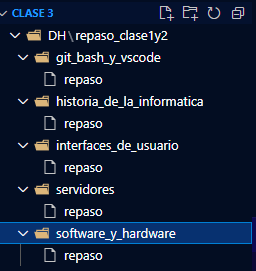 CLASE 3
DH\repaso_clase1y2
git_bash_y_vscode
repaso
historia_de_la_informatica
repaso
interfaces_de_usuario
repaso
servidores
repaso
software_y_hardware
repaso